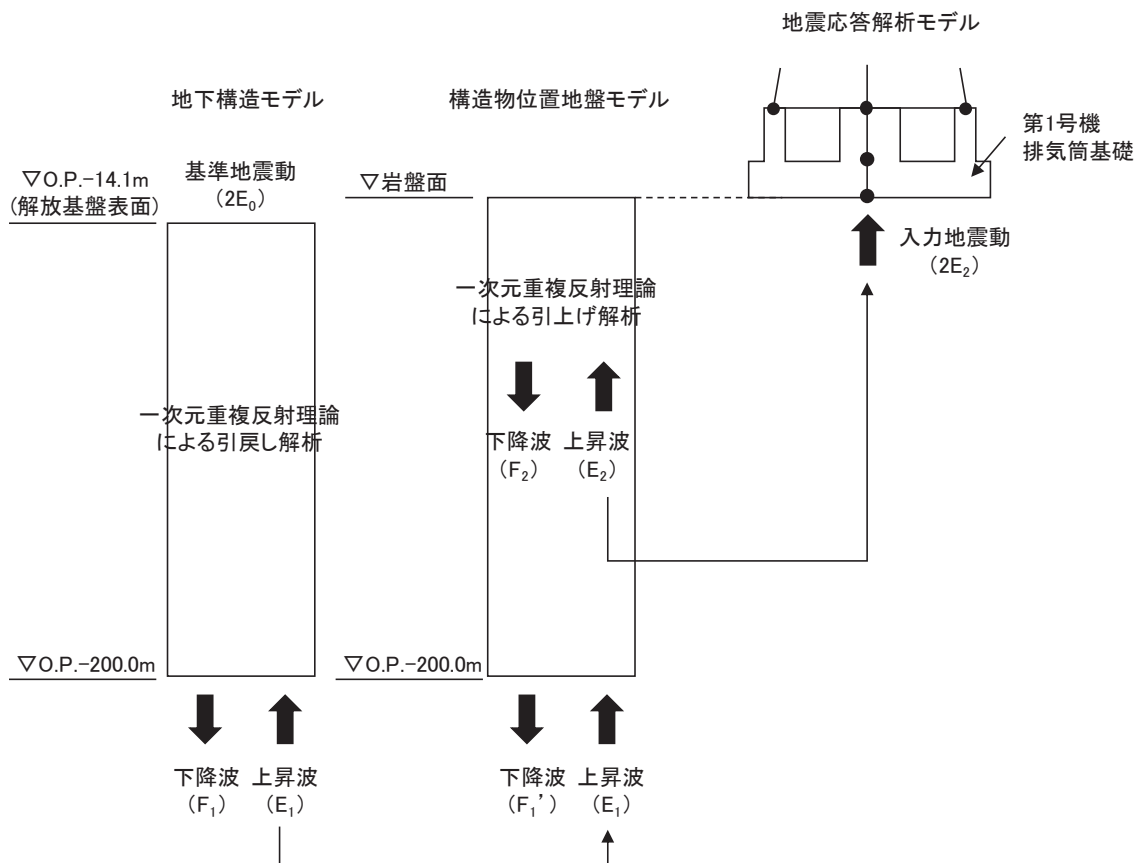 地震応答解析モデル
地下構造モデル
構造物位置地盤モデル
第1号機
排気筒基礎
▽O.P.-14.1m
(解放基盤表面)
基準地震動
(2E₀)
▽岩盤面
入力地震動
(2E₂)
一次元重複反射理論
による引上げ解析
一次元重複反射理論
による引戻し解析
下降波
(F₂)
上昇波
(E₂)
▽O.P.-200.0m
▽O.P.-200.0m
下降波
(F₁)
上昇波
(E₁)
下降波
(F₁’)
上昇波
(E₁)